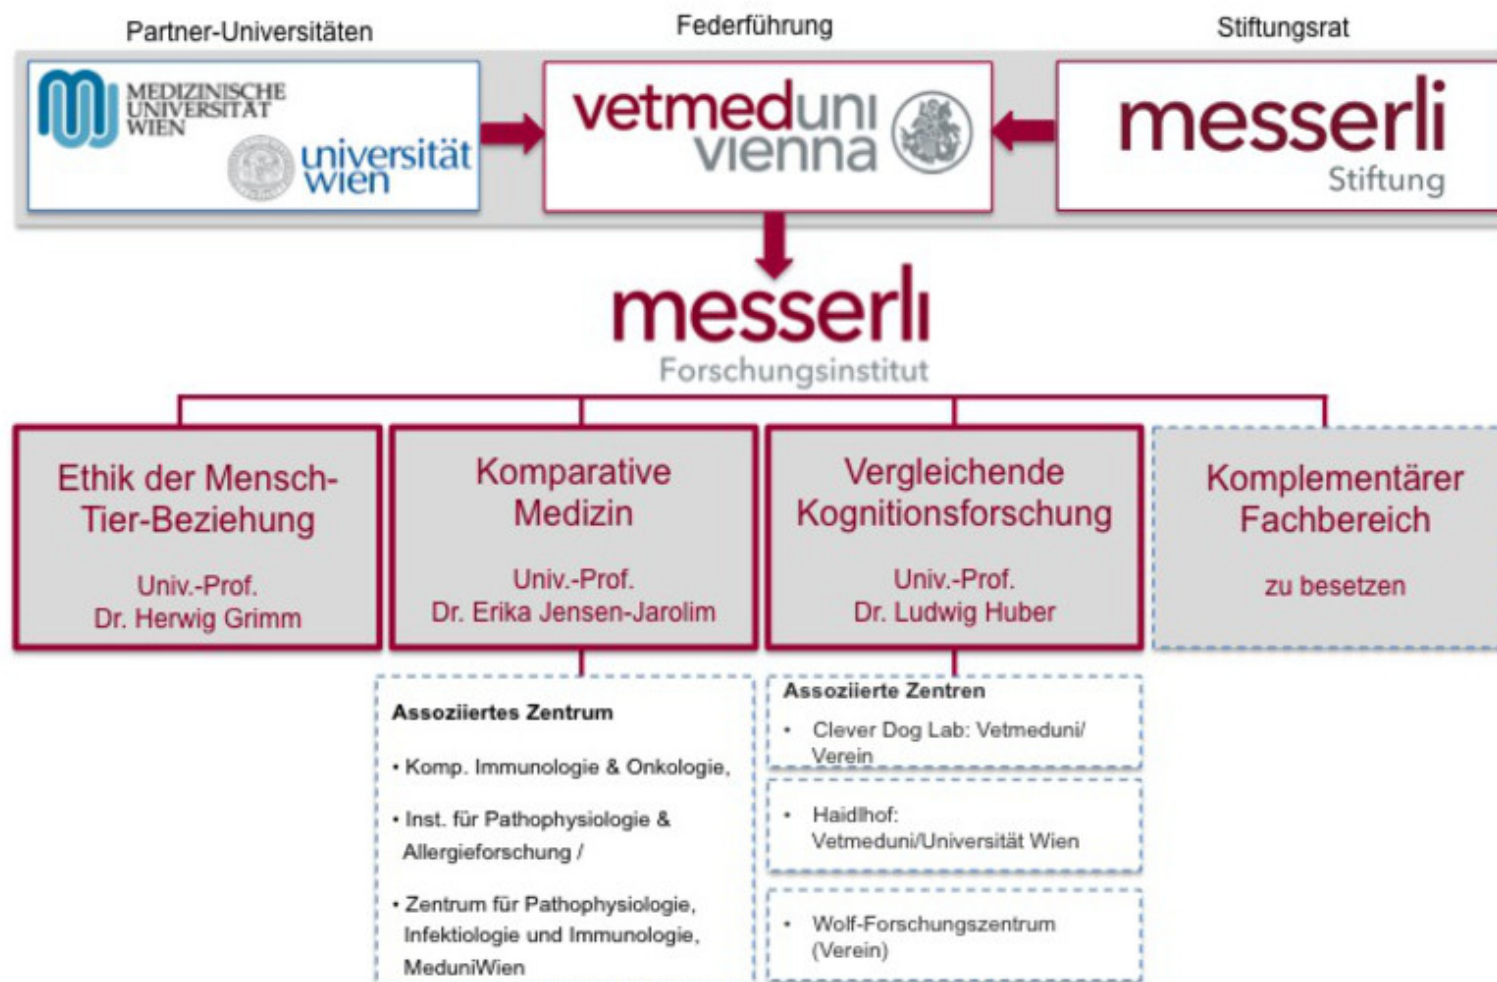 Partner-Universitäten
Federführung
Stiftungsrat
MEDIZINISCHE
UNIVERSITÄT
WIEN
universität
wien
vetmeduni
vienna
messerli
Stiftung
messerli
Forschungsinstitut
Ethik der Mensch-
Tier-Beziehung
Univ.-Prof.
Dr. Herwig Grimm
Komparative
Medizin
Univ.-Prof.
Dr. Erika Jensen-Jarolim
Vergleichende
Kognitionsforschung
Univ.-Prof.
Dr. Ludwig Huber
Komplementärer
Fachbereich
zu besetzen
Assoziiertes Zentrum
• Komp. Immunologie & Onkologie,
• Inst. für Pathophysiologie &
Allergieforschung /
• Zentrum für Pathophysiologie,
Infektiologie und Immunologie,
MeduniWien
Assoziierte Zentren
• Clever Dog Lab: Vetmeduni/
Verein
• Haidlhof:
Vetmeduni/Universität Wien
• Wolf-Forschungszentrum
(Verein)